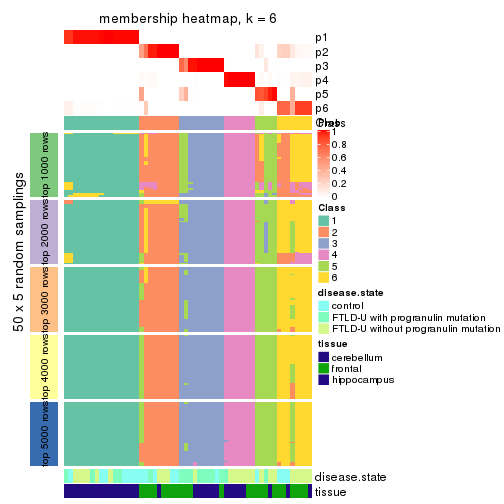 membership heatmap, k = 6
p1
p2
p3
p4
p5
p6
Class
Prob
1
0.8
0.6
0.4
0.2
0
Class
1
2
3
4
5
6
disease.state
control
FTLD-U with progranulin mutation
FTLD-U without progranulin mutation
tissue
cerebellum
frontal
hippocampus
50 x 5 random samplings
top 1000 rows
top 2000 rows
top 3000 rows
top 4000 rows
top 5000 rows
disease.state
tissue